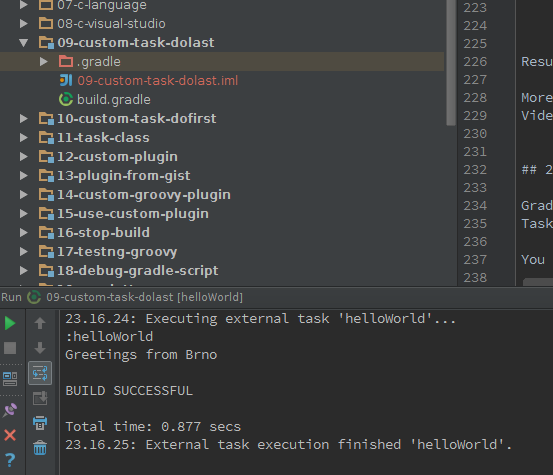 07-c-language
08-c-visual-studio
09-custom-task-dolast
.gradle
09-custom-task-dolast.iml
build.gradle
10-custom-task-dofirst
11-task-class
12-custom-plugin
13-plugin-from-gist
14-custom-groovy-plugin
15-use-custom-plugin
16-stop-build
17-testng-groovy
18-debug-gradle-script
223
224
225
226 Resu
227
228 More
229 Vide
230
231
232 ## 2
233
234 Grad
235 Task
236
237 You
238
Run 09-custom-task-dolast [helloWorld]
23.16.24: Executing external task 'helloWorld'...
:helloWorld
Greetings from Brno
BUILD SUCCESSFUL
Total time: 0.877 secs
23.16.25: External task execution finished 'helloWorld'.